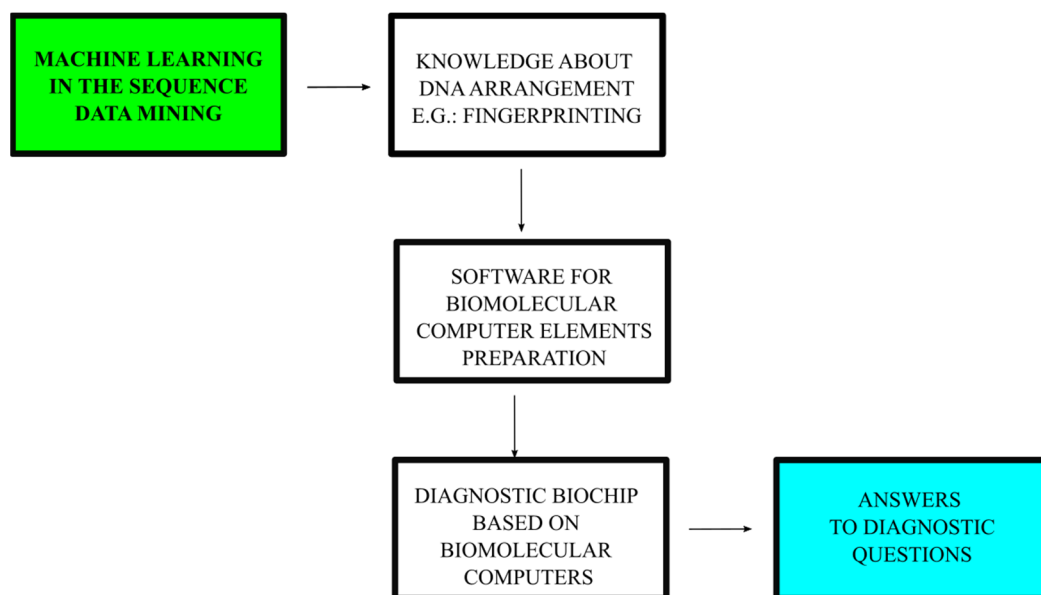 MACHINE LEARNING
IN THE SEQUENCE
DATA MINING
KNOWLEDGE ABOUT
DNA ARRANGEMENT
E.G.: FINGERPRINTING
SOFTWARE FOR
BIOMOLECULAR
COMPUTER ELEMENTS
PREPARATION
DIAGNOSTIC BIOCHIP
BASED ON
BIOMOLECULAR
COMPUTERS
ANSWERS
TO DIAGNOSTIC
QUESTIONS